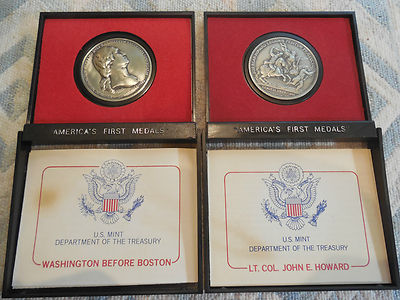 AMERICA'S FIRST MEDALS
AMERICA'S FIRST MEDALS
U.S. MINT
DEPARTMENT OF THE TREASURY
WASHINGTON BEFORE BOSTON
U.S. MINT
DEPARTMENT OF THE TREASURY
LT. COL. JOHN E. HOWARD